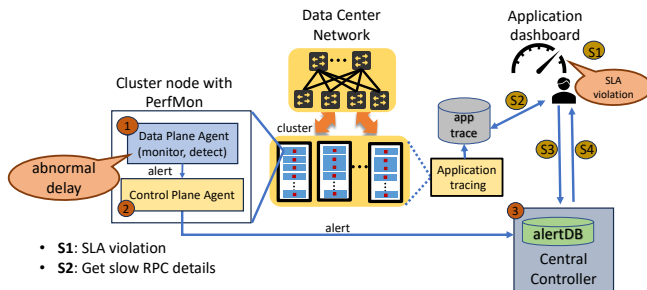 Data Center
Network
Application
dashboard
S1
SLA
violation
Cluster node with
PerfMon
1
Data Plane Agent
(monitor, detect)
abnormal
delay
alert
Control Plane Agent
2
cluster
app
trace
S2
Application
tracing
S3
S4
alert
3
alertDB
Central
Controller
• S1: SLA violation
• S2: Get slow RPC details